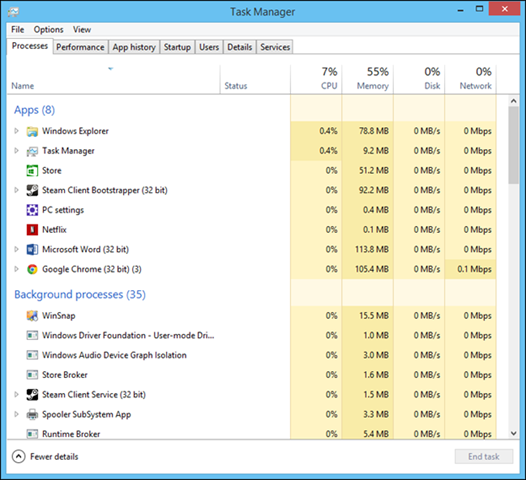 Task Manager
File Options View
Processes Performance App history Startup Users Details Services
7% 55% 0% 0%
Name Status CPU Memory Disk Network
Apps (8)
Windows Explorer 0.4% 78.8 MB 0 MB/s 0 Mbps
Task Manager 0.4% 9.2 MB 0 MB/s 0 Mbps
Store 0% 51.2 MB 0 MB/s 0 Mbps
Steam Client Bootstrapper (32 bit) 0% 92.2 MB 0 MB/s 0 Mbps
PC settings 0% 0.4 MB 0 MB/s 0 Mbps
Netflix 0% 0.1 MB 0 MB/s 0 Mbps
Microsoft Word (32 bit) 0% 113.8 MB 0 MB/s 0 Mbps
Google Chrome (32 bit) (3) 0% 105.4 MB 0 MB/s 0.1 Mbps
Background processes (35)
WinSnap 0% 15.5 MB 0 MB/s 0 Mbps
Windows Driver Foundation - User-mode Dri... 0% 1.0 MB 0 MB/s 0 Mbps
Windows Audio Device Graph Isolation 0% 3.0 MB 0 MB/s 0 Mbps
Store Broker 0% 1.6 MB 0 MB/s 0 Mbps
Steam Client Service (32 bit) 0% 1.5 MB 0 MB/s 0 Mbps
Spooler SubSystem App 0% 3.3 MB 0 MB/s 0 Mbps
Runtime Broker 0% 5.4 MB 0 MB/s 0 Mbps
Fewer details End task